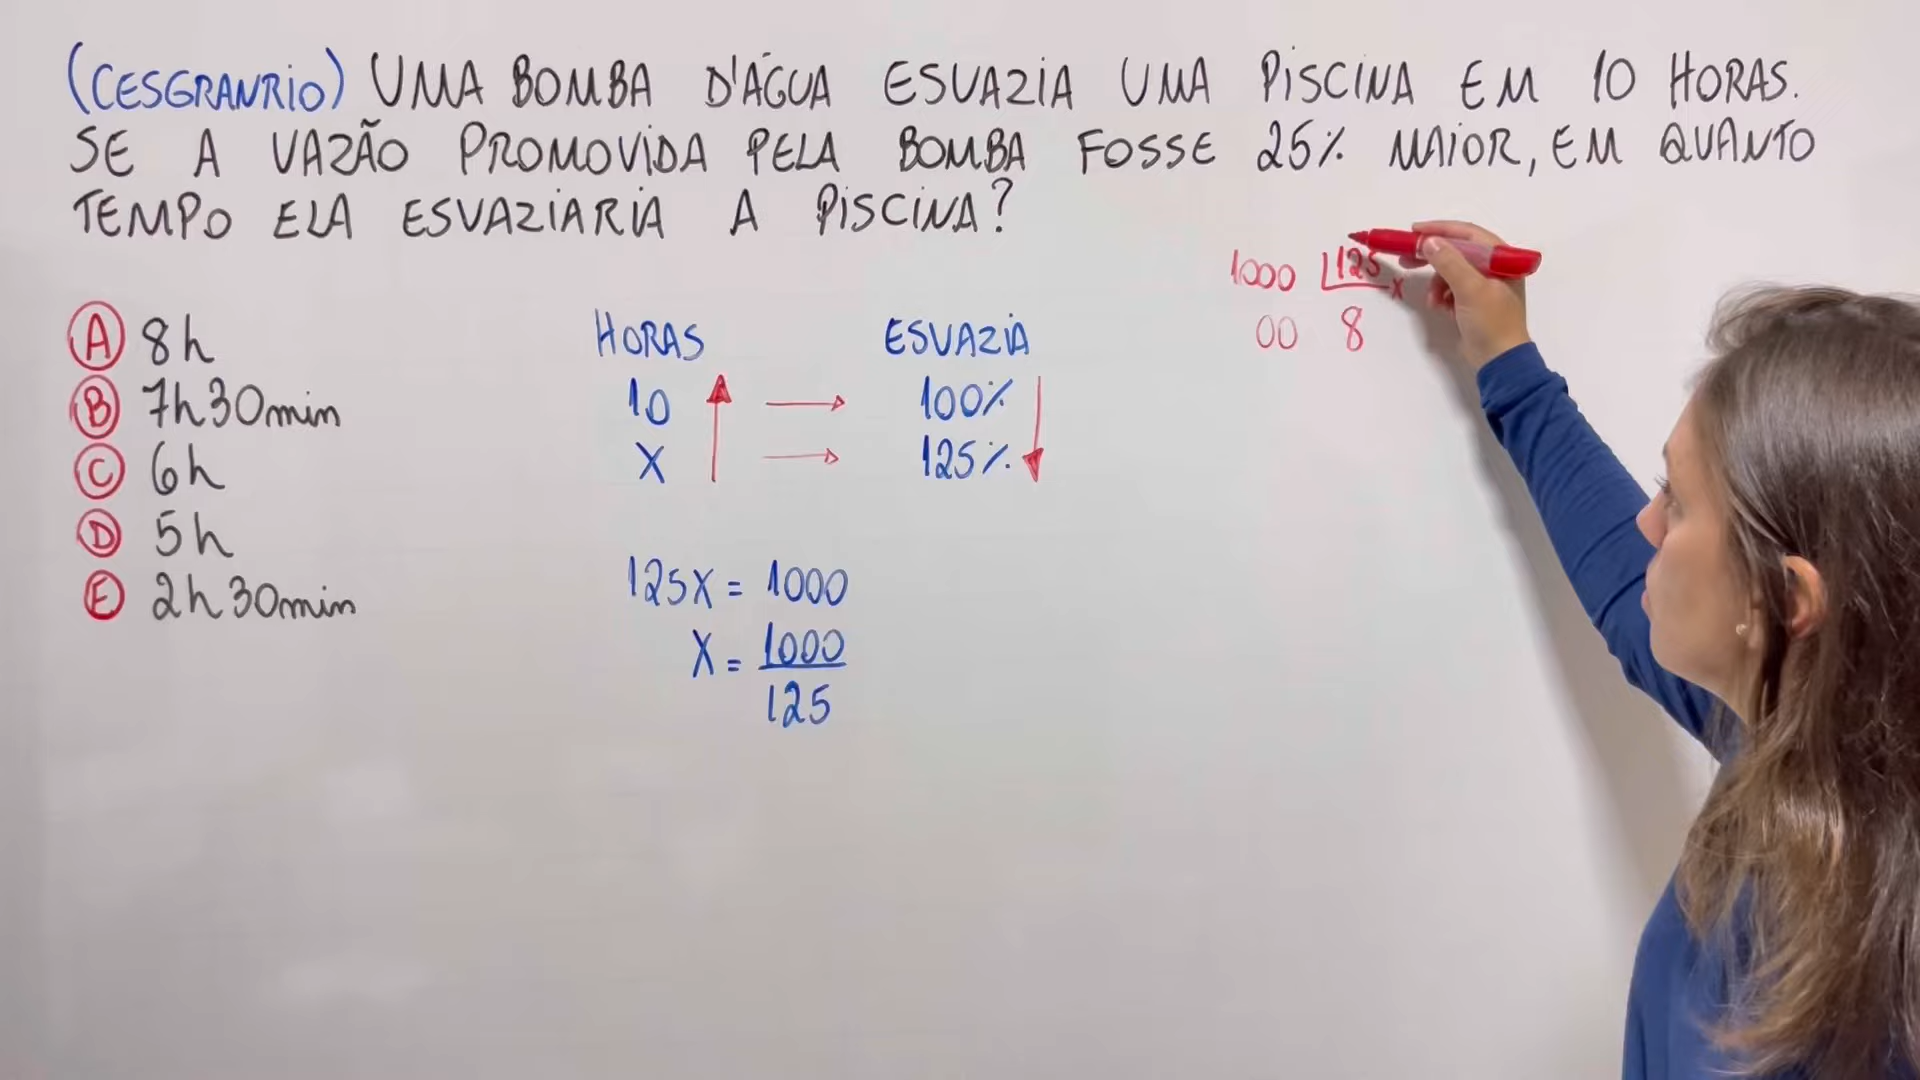 (CESGRANRIO) UMA BOMBA D'ÁGUA ESVAZIA UMA PISCINA EM 10 HORAS.
SE A VAZÃO PROMOVIDA PELA BOMBA FOSSE 25% MAIOR, EM QUANTO
TEMPO ELA ESVAZIARIA A PISCINA?
A 8h
B 7h30min
C 6h
D 5h
E 2h30min
HORAS ESVAZIA
10 → 100%
X → 125%
125X = 1000
X = 1000
125
1000 125
x
00 8